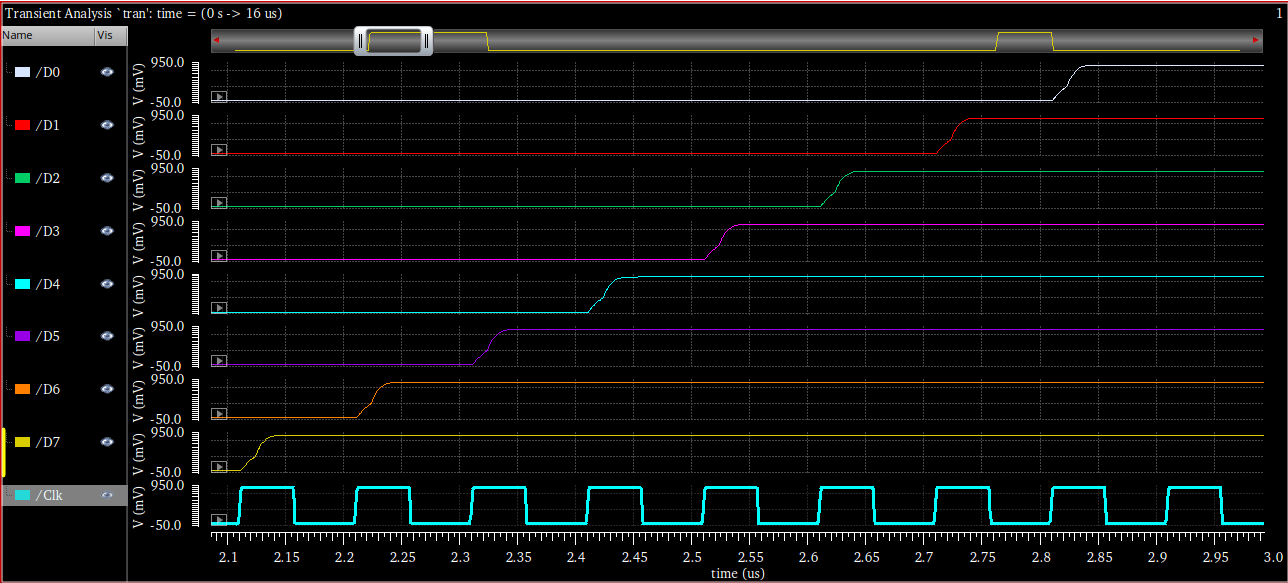 Transient Analysis `tran': time = (0 s -> 16 us) 1
Name Vis
/D0 V (mV) 950.0 -50.0
/D1 V (mV) 950.0 -50.0
/D2 V (mV) 950.0 -50.0
/D3 V (mV) 950.0 -50.0
/D4 V (mV) 950.0 -50.0
/D5 V (mV) 950.0 -50.0
/D6 V (mV) 950.0 -50.0
/D7 V (mV) 950.0 -50.0
/Clk V (mV) 950.0 -50.0
2.1 2.15 2.2 2.25 2.3 2.35 2.4 2.45 2.5 2.55 2.6 2.65 2.7 2.75 2.8 2.85 2.9 2.95 3.0
time (us)